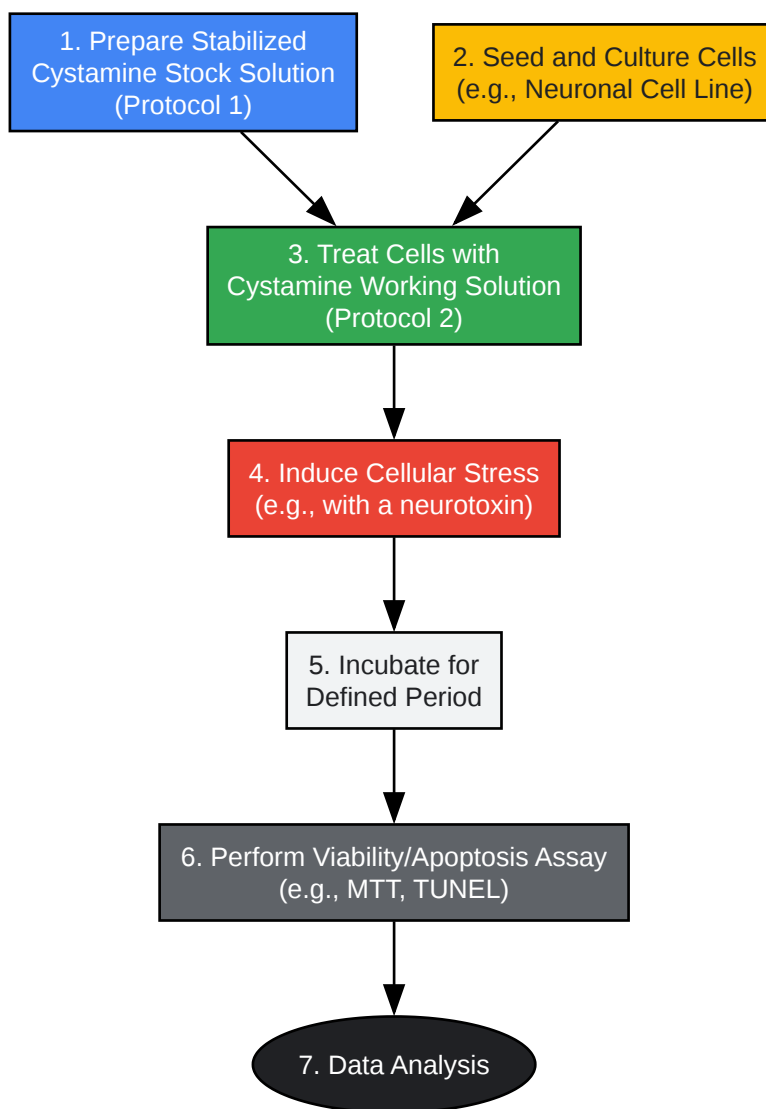 1. Prepare Stabilized
Cystamine Stock Solution
(Protocol 1)
2. Seed and Culture Cells
(e.g., Neuronal Cell Line)
3. Treat Cells with
Cystamine Working Solution
(Protocol 2)
4. Induce Cellular Stress
(e.g., with a neurotoxin)
5. Incubate for
Defined Period
6. Perform Viability/Apoptosis Assay
(e.g., MTT, TUNEL)
7. Data Analysis